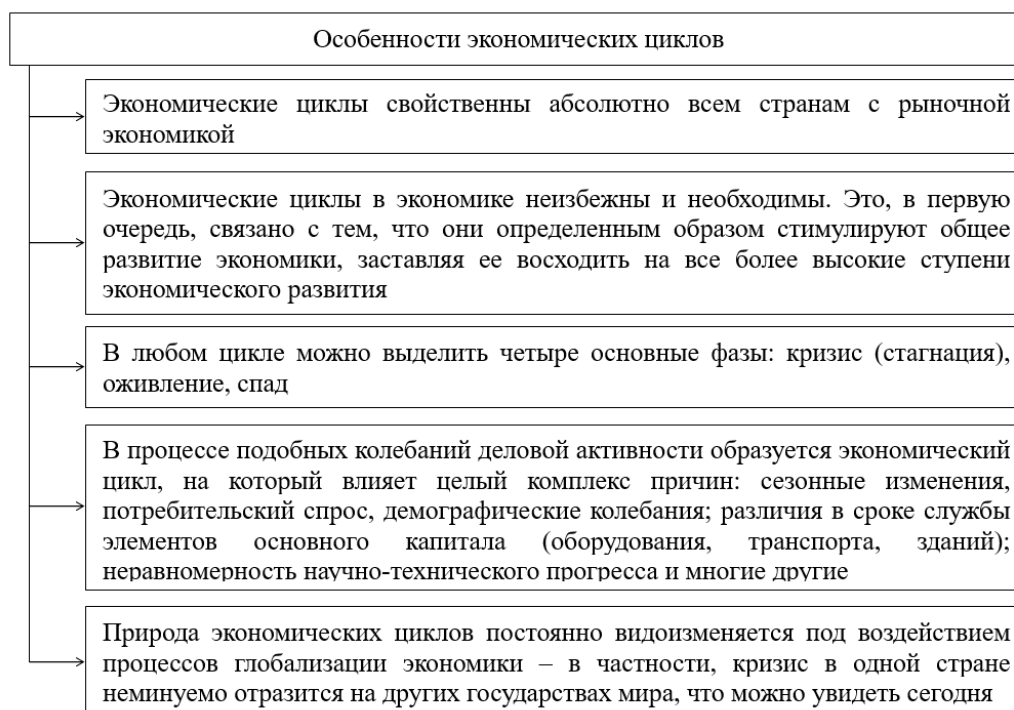 Особенности экономических циклов
Экономические циклы свойственны абсолютно всем странам с рыночной
экономикой
Экономические циклы в экономике неизбежны и необходимы. Это, в первую
очередь, связано с тем, что они определенным образом стимулируют общее
развитие экономики, заставляя ее восходить на все более высокие ступени
экономического развития
В любом цикле можно выделить четыре основные фазы: кризис (стагнация),
оживление, спад
В процессе подобных колебаний деловой активности образуется экономический
цикл, на который влияет целый комплекс причин: сезонные изменения,
потребительский спрос, демографические колебания; различия в сроке службы
элементов основного капитала (оборудования, транспорта, зданий);
неравномерность научно-технического прогресса и многие другие
Природа экономических циклов постоянно видоизменяется под воздействием
процессов глобализации экономики – в частности, кризис в одной стране
неминуемо отразится на других государствах мира, что можно увидеть сегодня